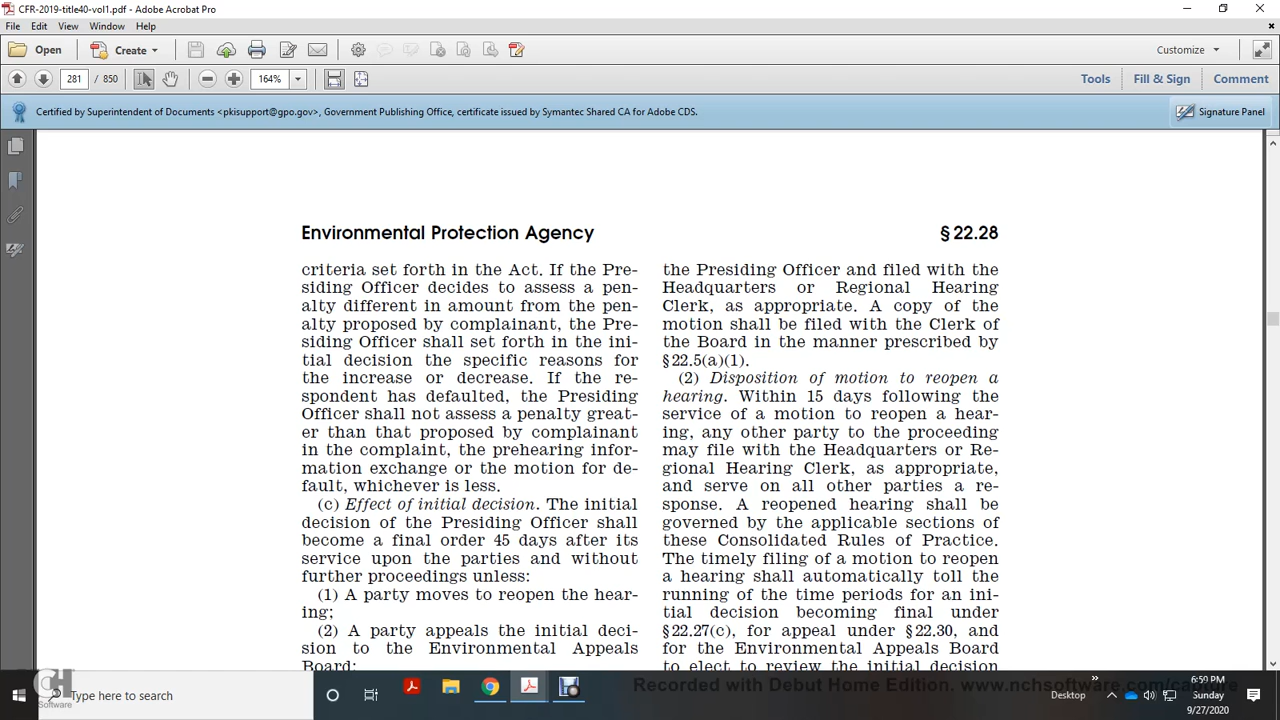 CFR-2019-title40-vol1.pdf - Adobe Acrobat Pro
File Edit View Window Help
Open Create Customize
281 / 850 164% Tools Fill & Sign Comment
Certified by Superintendent of Documents <pkisupport@gpo.gov>, Government Publishing Office, certificate issued by Symantec Shared CA for Adobe CDS.
Signature Panel
Environmental Protection Agency
§ 22.28
criteria set forth in the Act. If the Pre-
siding Officer decides to assess a pen-
alty different in amount from the pen-
alty proposed by complainant, the Pre-
siding Officer shall set forth in the ini-
tial decision the specific reasons for
the increase or decrease. If the re-
spondent has defaulted, the Presiding
Officer shall not assess a penalty great-
er than that proposed by complainant
in the complaint, the prehearing infor-
mation exchange or the motion for de-
fault, whichever is less.
(c) Effect of initial decision. The initial
decision of the Presiding Officer shall
become a final order 45 days after its
service upon the parties and without
further proceedings unless:
(1) A party moves to reopen the hear-
ing;
(2) A party appeals the initial deci-
sion to the Environmental Appeals
Board;
the Presiding Officer and filed with the
Headquarters or Regional Hearing
Clerk, as appropriate. A copy of the
motion shall be filed with the Clerk of
the Board in the manner prescribed by
§22.5(a)(1).
(2) Disposition of motion to reopen a
hearing. Within 15 days following the
service of a motion to reopen a hear-
ing, any other party to the proceeding
may file with the Headquarters or Re-
gional Hearing Clerk, as appropriate,
and serve on all other parties a re-
sponse. A reopened hearing shall be
governed by the applicable sections of
these Consolidated Rules of Practice.
The timely filing of a motion to reopen
a hearing shall automatically toll the
running of the time periods for an ini-
tial decision becoming final under
§22.27(c), for appeal under §22.30, and
for the Environmental Appeals Board
to elect to review the initial decision
NCH Software
Type here to search
Recorded with Debut Home Edition. www.nchsoftware.com/capture
Desktop
6:59 PM
Sunday
9/27/2020